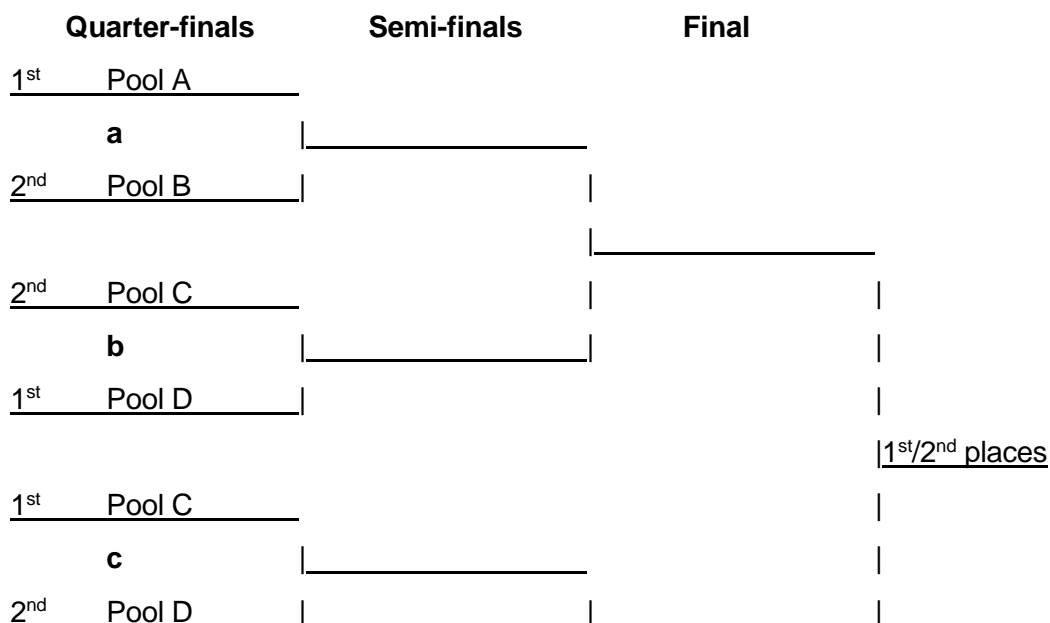 Quarter-finals Semi-finals Final
1st Pool A
a
2nd Pool B
2nd Pool C
b
1st Pool D
1st/2nd places
1st Pool C
c
2nd Pool D